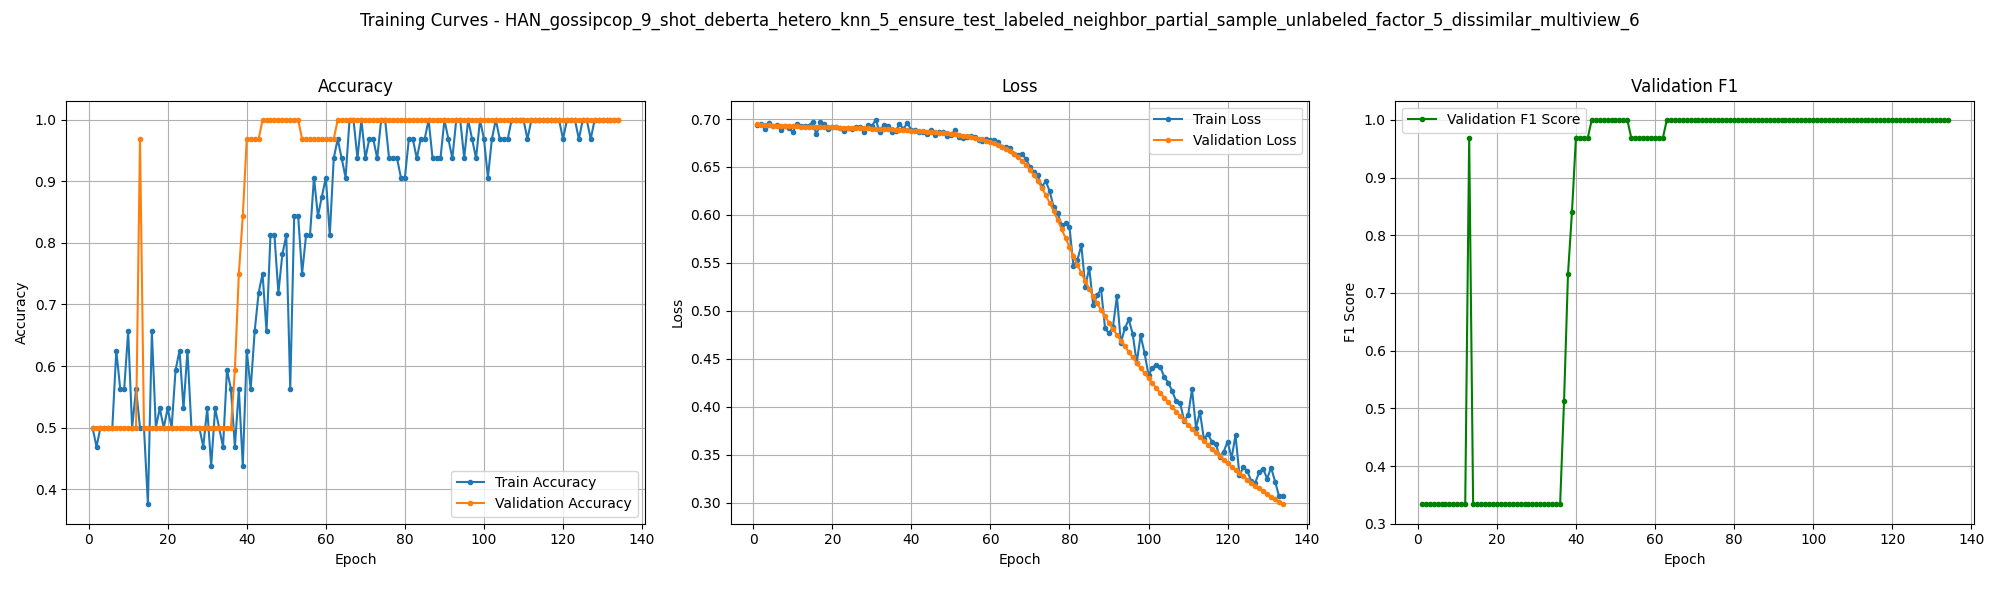 Training Curves - HAN_gossipcop_9_shot_deberta_hetero_knn_5_ensure_test_labeled_neighbor_partial_sample_unlabeled_factor_5_dissimilar_multiview_6
Accuracy
1.0
0.9
0.8
0.7
0.6
0.5
0.4
Accuracy
Train Accuracy
Validation Accuracy
0 20 40 60 80 100 120 140
Epoch
Loss
0.70
0.65
0.60
0.55
0.50
0.45
0.40
0.35
0.30
Loss
Train Loss
Validation Loss
0 20 40 60 80 100 120 140
Epoch
Validation F1
1.0
0.9
0.8
0.7
0.6
0.5
0.4
0.3
F1 Score
Validation F1 Score
0 20 40 60 80 100 120 140
Epoch